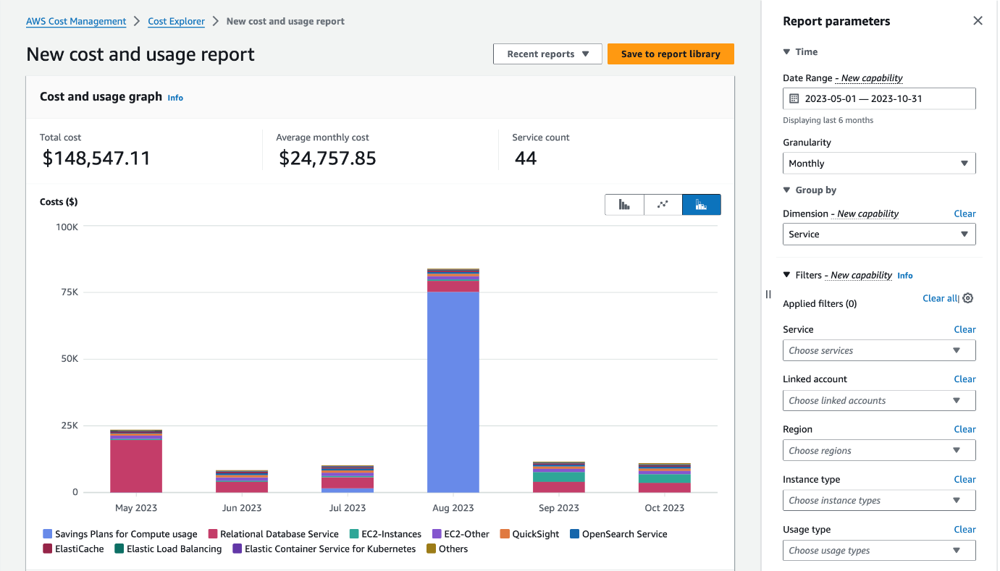 AWS Cost Management > Cost Explorer > New cost and usage report
New cost and usage report
Recent reports
Save to report library
Cost and usage graph Info
Total cost
$148,547.11
Average monthly cost
$24,757.85
Service count
44
Costs ($)
100K
75K
50K
25K
0
May 2023 Jun 2023 Jul 2023 Aug 2023 Sep 2023 Oct 2023
Savings Plans for Compute usage Relational Database Service EC2-Instances EC2-Other QuickSight OpenSearch Service
ElastiCache Elastic Load Balancing Elastic Container Service for Kubernetes Others
Report parameters
Time
Date Range - New capability
2023-05-01 — 2023-10-31
Displaying last 6 months
Granularity
Monthly
Group by
Dimension - New capability Clear
Service
Filters - New capability Info
Applied filters (0) Clear all|
Service Clear
Choose services
Linked account Clear
Choose linked accounts
Region Clear
Choose regions
Instance type Clear
Choose instance types
Usage type Clear
Choose usage types